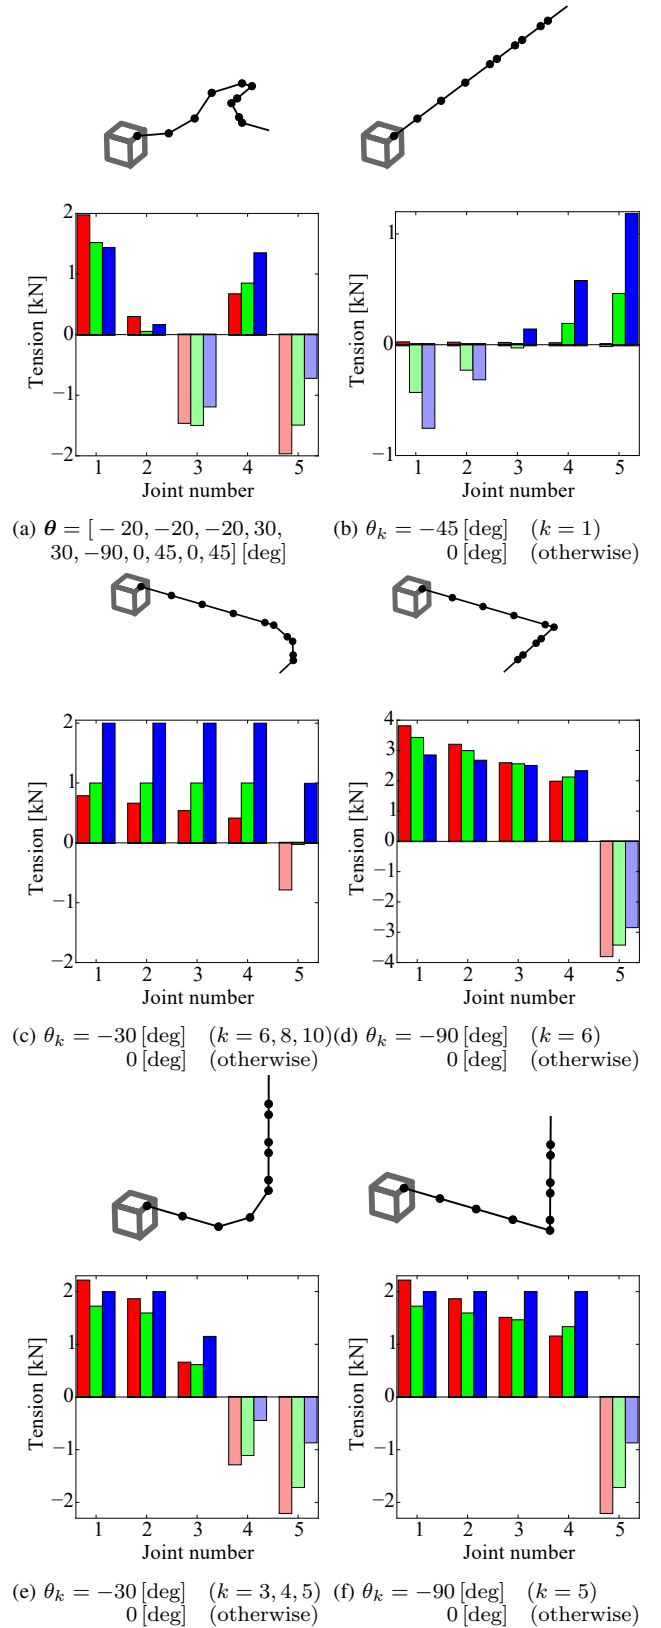 2
1
0
−1
−2
Tension [kN]
1 2 3 4 5
Joint number
1
0
−1
Tension [kN]
1 2 3 4 5
Joint number
(a) θ = [ − 20, −20, −20, 30,
30, −90, 0, 45, 0, 45] [deg]
(b) θk = −45 [deg] (k = 1)
0 [deg] (otherwise)
2
1
0
−1
−2
Tension [kN]
1 2 3 4 5
Joint number
4
3
2
1
0
−1
−2
−3
−4
Tension [kN]
1 2 3 4 5
Joint number
(c) θk = −30 [deg] (k = 6, 8, 10)
0 [deg] (otherwise)
(d) θk = −90 [deg] (k = 6)
0 [deg] (otherwise)
2
1
0
−1
−2
Tension [kN]
1 2 3 4 5
Joint number
2
1
0
−1
−2
Tension [kN]
1 2 3 4 5
Joint number
(e) θk = −30 [deg] (k = 3, 4, 5)
0 [deg] (otherwise)
(f) θk = −90 [deg] (k = 5)
0 [deg] (otherwise)